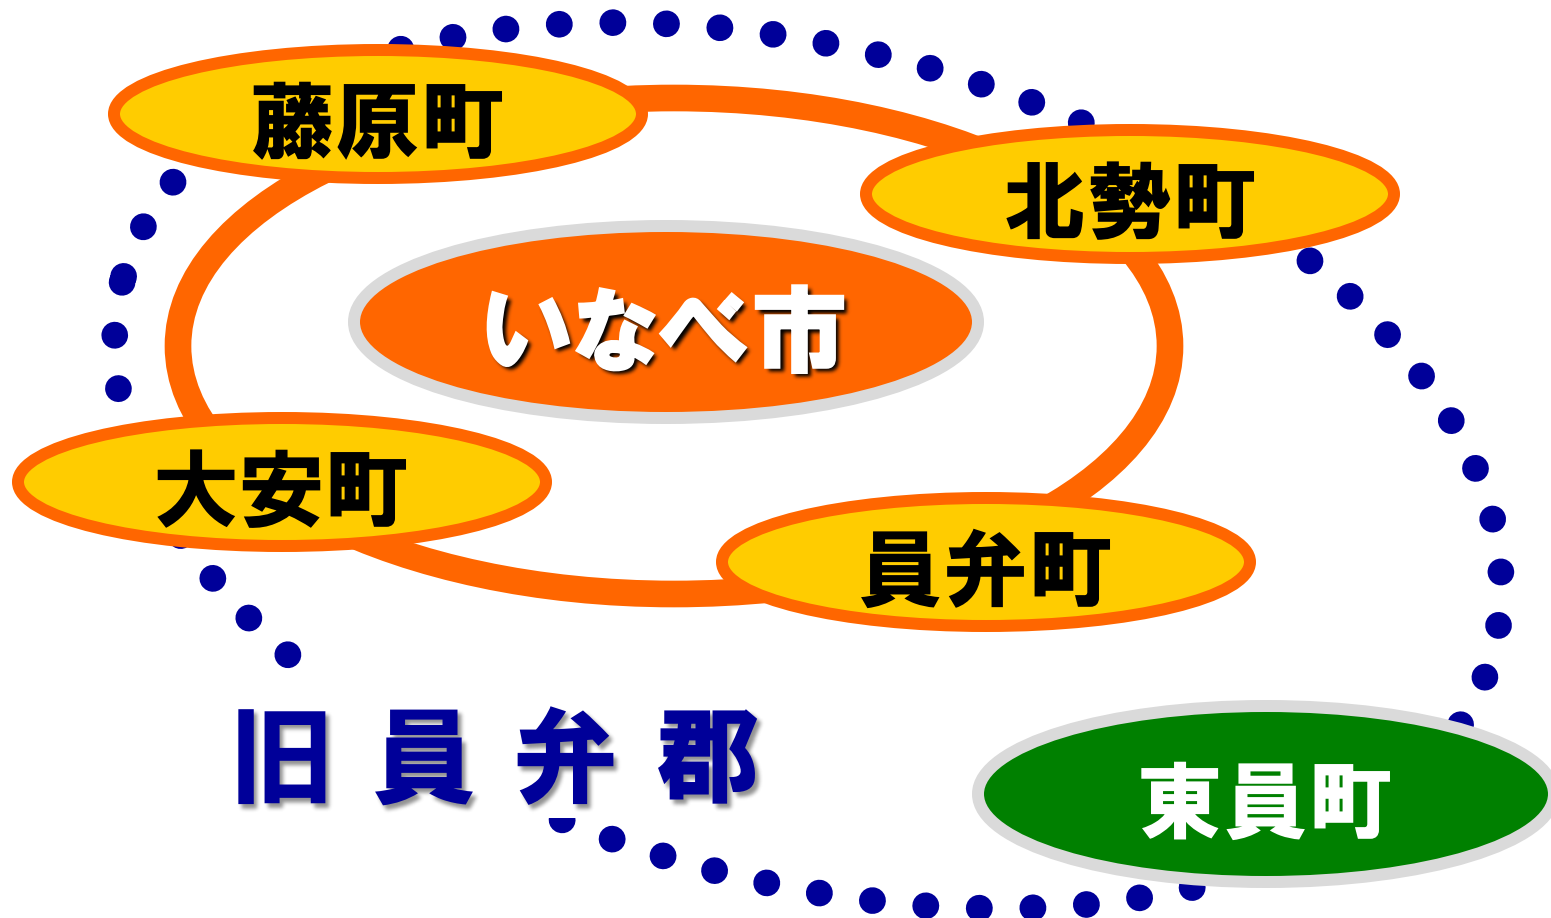 藤原町
北勢町
いなべ市
大安町
員弁町
旧員弁郡
東員町